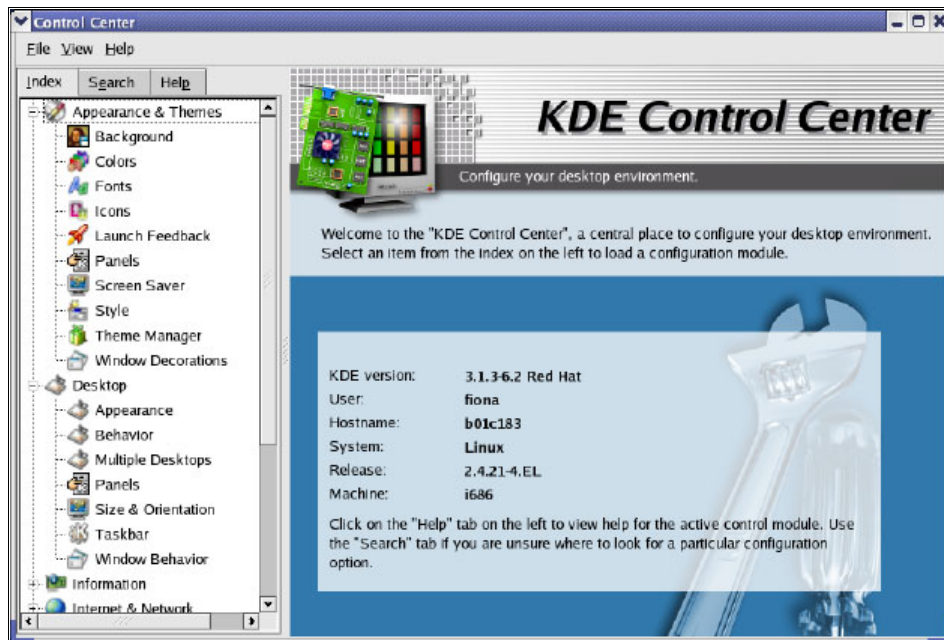 Control Center
File View Help
Index Search Help
Appearance & Themes
Background
Colors
Fonts
Icons
Launch Feedback
Panels
Screen Saver
Style
Theme Manager
Window Decorations
Desktop
Appearance
Behavior
Multiple Desktops
Panels
Size & Orientation
Taskbar
Window Behavior
Information
Internet & Network
KDE Control Center
Configure your desktop environment.
Welcome to the "KDE Control Center", a central place to configure your desktop environment.
Select an item from the index on the left to load a configuration module.
KDE version: 3.1.3-6.2 Red Hat
User: fiona
Hostname: b01c183
System: Linux
Release: 2.4.21-4.EL
Machine: i686
Click on the "Help" tab on the left to view help for the active control module. Use
the "Search" tab if you are unsure where to look for a particular configuration
option.